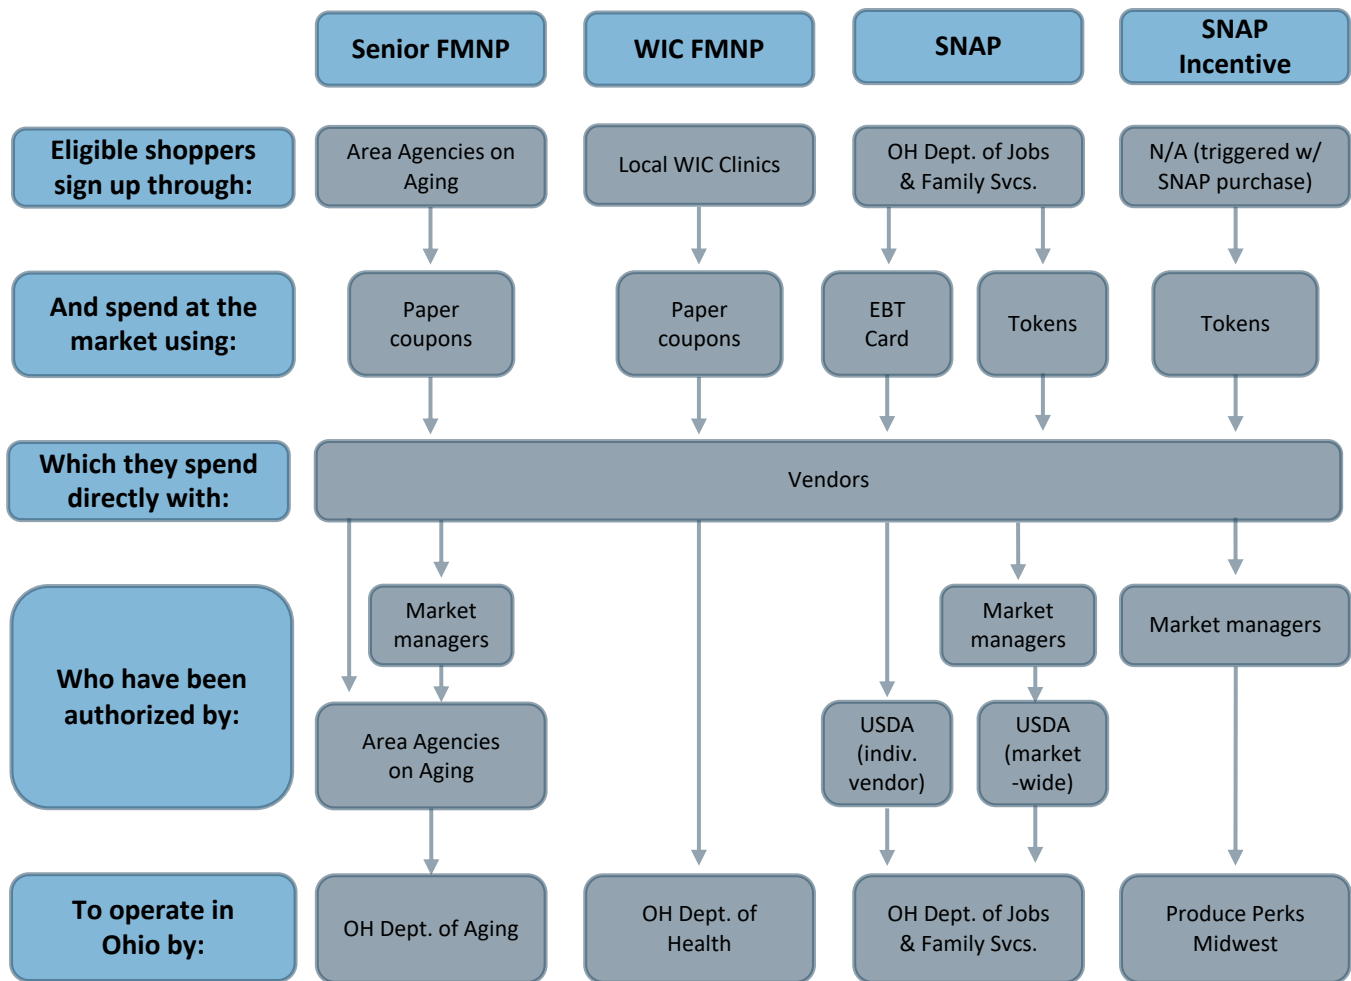 Senior FMNP
WIC FMNP
SNAP
SNAP
Incentive
Eligible shoppers
sign up through:
Area Agencies on
Aging
Local WIC Clinics
OH Dept. of Jobs
& Family Svcs.
N/A (triggered w/
SNAP purchase)
And spend at the
market using:
Paper
coupons
Paper
coupons
EBT
Card
Tokens
Tokens
Which they spend
directly with:
Vendors
Who have been
authorized by:
Market
managers
Market
managers
Market managers
Area Agencies
on Aging
USDA
(indiv.
vendor)
USDA
(market
-wide)
To operate in
Ohio by:
OH Dept. of Aging
OH Dept. of
Health
OH Dept. of Jobs
& Family Svcs.
Produce Perks
Midwest